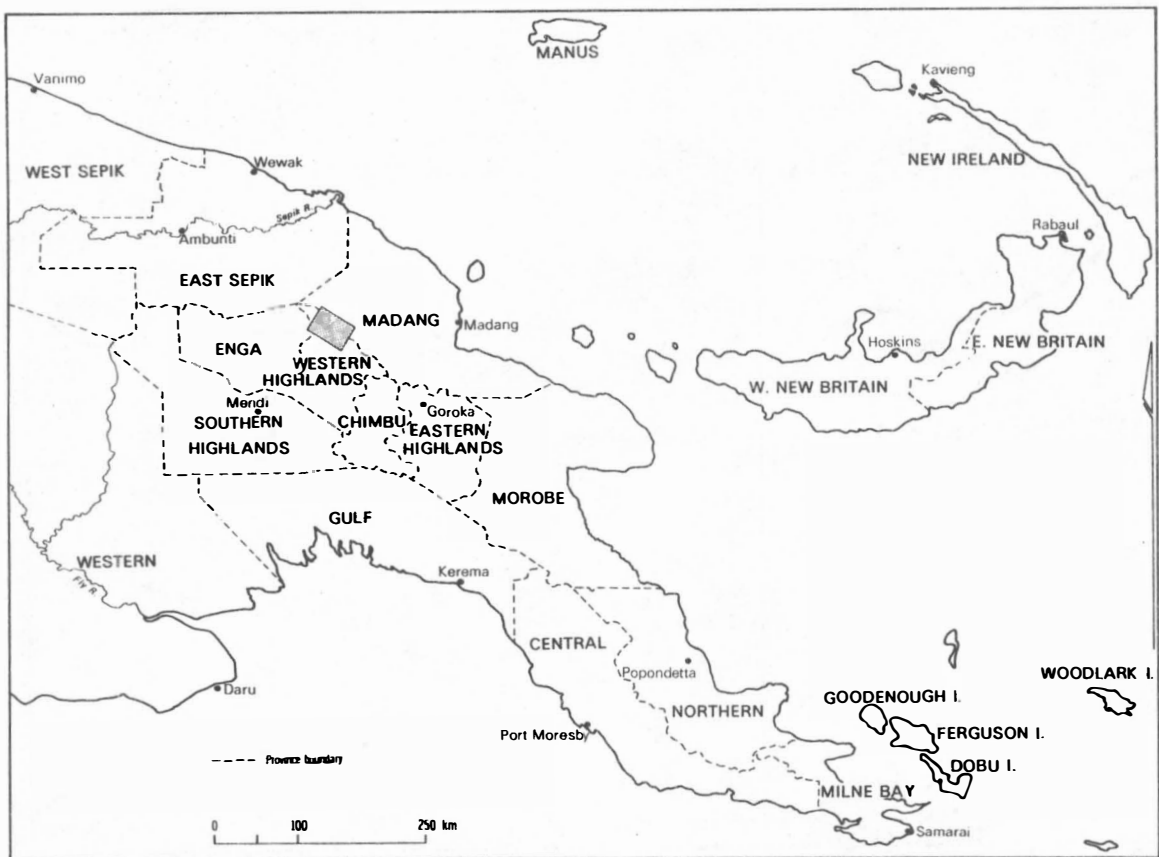 MANUS
Vanimo
Kavieng
NEW IRELAND
WEST SEPIK
Wewak
Sepik R.
Ambunti
Rabaul
EAST SEPIK
MADANG
Madang
ENGA
WESTERN
HIGHLANDS
Hoskins
E. NEW BRITAIN
W. NEW BRITAIN
Mendi
SOUTHERN
HIGHLANDS
CHIMBU
Goroka
EASTERN
HIGHLANDS
MOROBE
GULF
WESTERN
Fly R.
Kerema
CENTRAL
Popondetta
Daru
NORTHERN
WOODLARK I.
GOODENOUGH I.
FERGUSON I.
DOBU I.
Port Moresby
Province boundary
MILNE BAY
Samarai
0 100 250 km